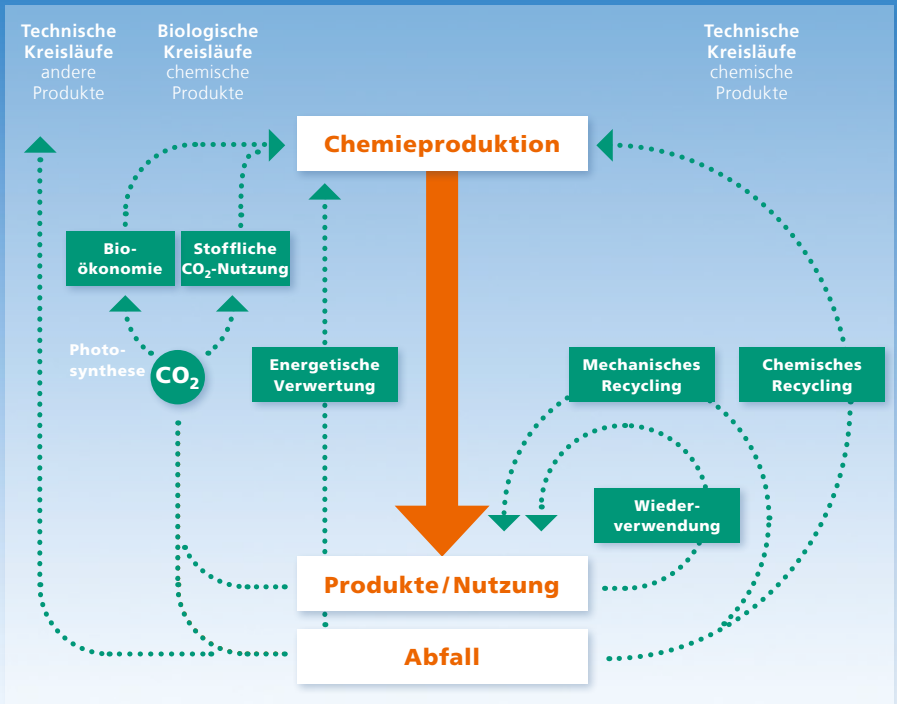 Technische
Kreisläufe
andere
Produkte
Biologische
Kreisläufe
chemische
Produkte
Technische
Kreisläufe
chemische
Produkte
Chemieproduktion
Bio-
ökonomie
Stoffliche
CO₂-Nutzung
Photo-
synthese
CO₂
Energetische
Verwertung
Mechanisches
Recycling
Chemisches
Recycling
Wieder-
verwendung
Produkte/Nutzung
Abfall